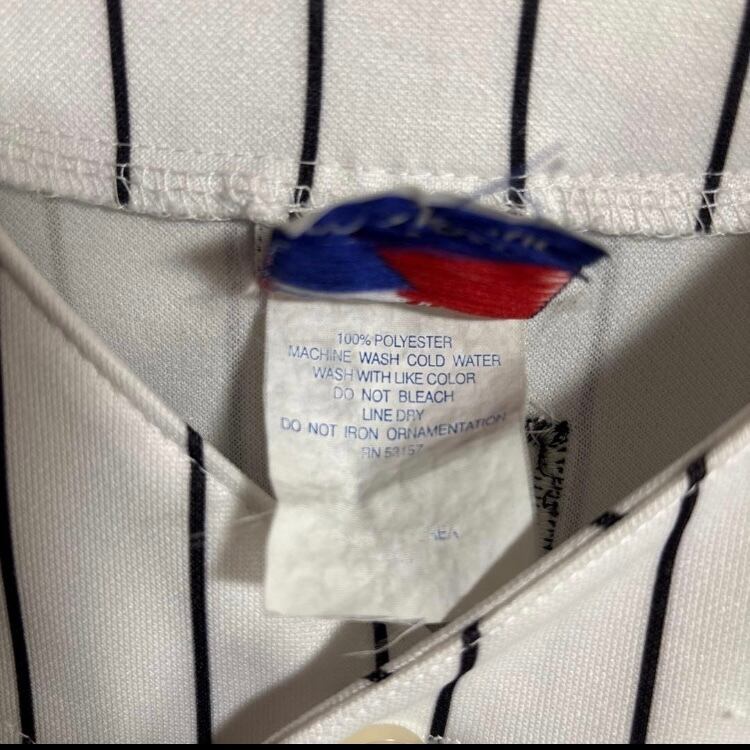 100% POLYESTER
MACHINE WASH COLD WATER
WASH WITH LIKE COLOR
DO NOT BLEACH
LINE DRY
DO NOT IRON ORNAMENTATION
RN 53157